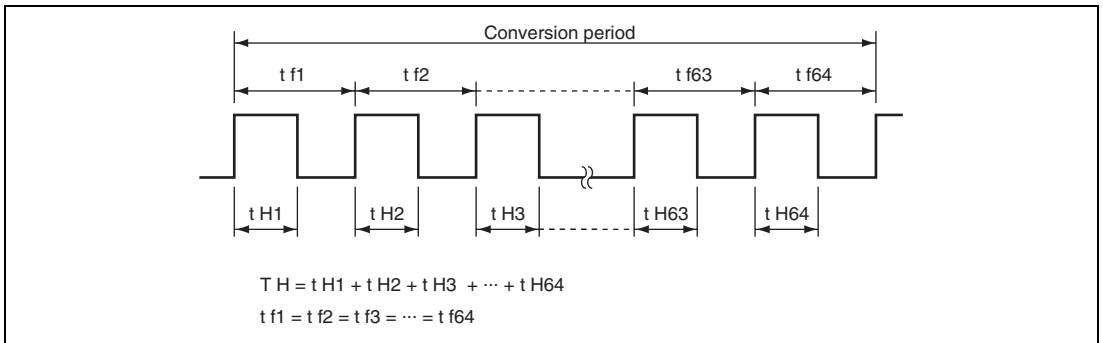 Conversion period
t f1 t f2 t f63 t f64
t H1 t H2 t H3 t H63 t H64
T H = t H1 + t H2 + t H3 + ··· + t H64
t f1 = t f2 = t f3 = ··· = t f64